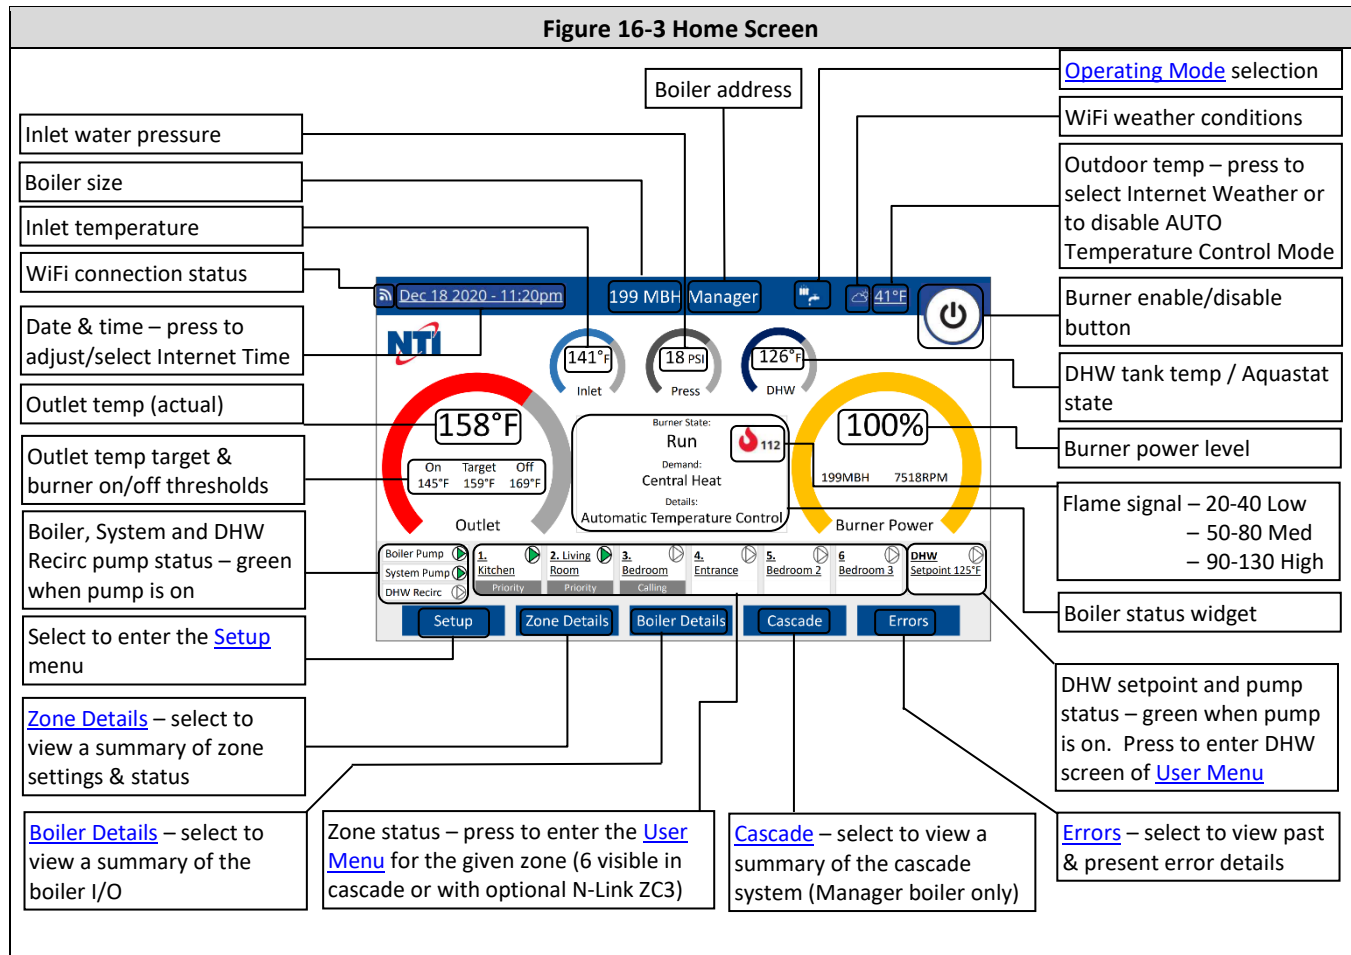 Figure 16-3 Home Screen
Boiler address
Operating Mode selection
WiFi weather conditions
Outdoor temp – press to
select Internet Weather or
to disable AUTO
Temperature Control Mode
Burner enable/disable
button
DHW tank temp / Aquastat
state
Burner power level
Flame signal – 20-40 Low
– 50-80 Med
– 90-130 High
Boiler status widget
DHW setpoint and pump
status – green when pump
is on. Press to enter DHW
screen of User Menu
Errors – select to view past
& present error details
Inlet water pressure
Boiler size
Inlet temperature
WiFi connection status
Date & time – press to
adjust/select Internet Time
Outlet temp (actual)
Outlet temp target &
burner on/off thresholds
Boiler, System and DHW
Recirc pump status – green
when pump is on
Select to enter the Setup
menu
Zone Details – select to
view a summary of zone
settings & status
Boiler Details – select to
view a summary of the
boiler I/O
Zone status – press to enter the User
Menu for the given zone (6 visible in
cascade or with optional N-Link ZC3)
Cascade – select to view a
summary of the cascade
system (Manager boiler only)
Dec 18 2020 - 11:20pm
199 MBH
Manager
41°F
NTI
141°F
Inlet
18 PSI
Press
126°F
DHW
158°F
On Target Off
145°F 159°F 169°F
Outlet
Burner State:
Run
112
Demand:
Central Heat
Details:
Automatic Temperature Control
100%
199MBH 7518RPM
Burner Power
Boiler Pump
System Pump
DHW Recirc
1.
Kitchen
Priority
2. Living
Room
Priority
3.
Bedroom
Calling
4.
Entrance
5.
Bedroom 2
6
Bedroom 3
DHW
Setpoint 125°F
Setup
Zone Details
Boiler Details
Cascade
Errors